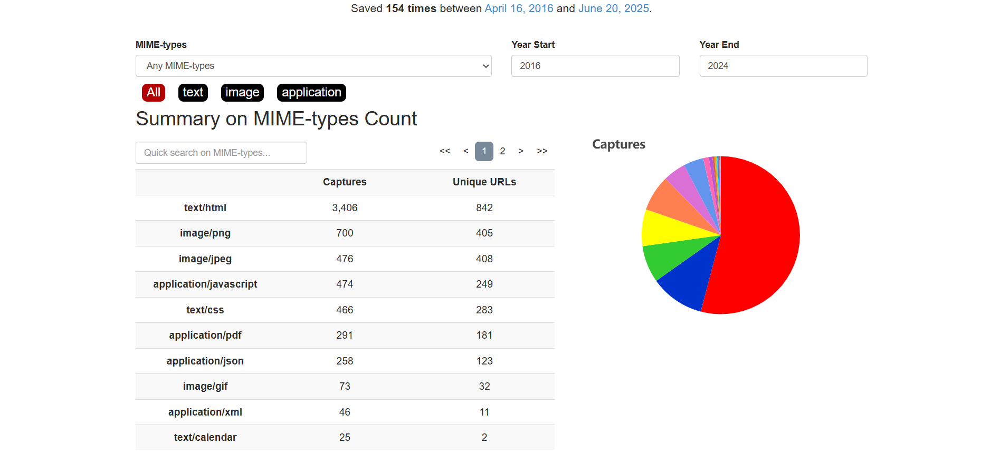 Saved 154 times between April 16, 2016 and June 20, 2025.
MIME-types Year Start Year End
Any MIME-types 2016 2024
All text image application
Summary on MIME-types Count
Quick search on MIME-types... << < 1 2 > >>
Captures
Captures Unique URLs
text/html 3,406 842
image/png 700 405
image/jpeg 476 408
application/javascript 474 249
text/css 466 283
application/pdf 291 181
application/json 258 123
image/gif 73 32
application/xml 46 11
text/calendar 25 2